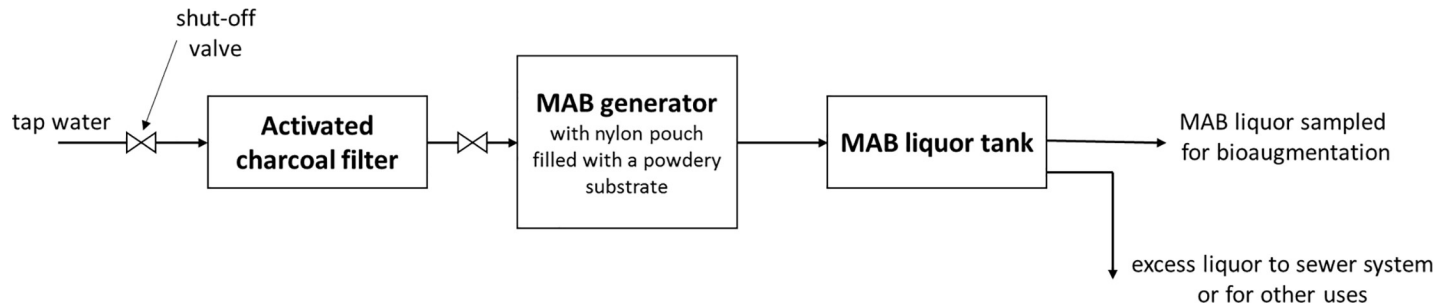 shut-off
valve
tap water
Activated
charcoal filter
MAB generator
with nylon pouch
filled with a powdery
substrate
MAB liquor tank
MAB liquor sampled
for bioaugmentation
excess liquor to sewer system
or for other uses